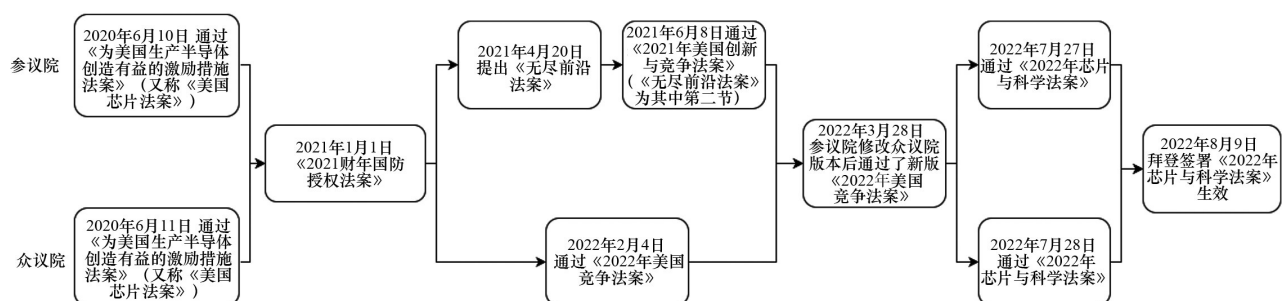 参议院
2020年6月10日 通过
《为美国生产半导体
创造有益的激励措施
法案》（又称《美国
芯片法案》）
众议院
2020年6月11日 通过
《为美国生产半导体
创造有益的激励措施
法案》（又称《美国
芯片法案》）
2021年1月1日
《2021财年国防
授权法案》
2021年4月20日
提出《无尽前沿
法案》
2021年6月8日通过
《2021年美国创新
与竞争法案》
（《无尽前沿法案》
为其中第二节）
2022年2月4日
通过《2022年美国
竞争法案》
2022年3月28日
参议院修改众议院
版本后通过了新版
《2022年美国
竞争法案》
2022年7月27日
通过《2022年芯片
与科学法案》
2022年7月28日
通过《2022年
芯片与科学法案》
2022年8月9日
拜登签署《2022年
芯片与科学法案》
生效